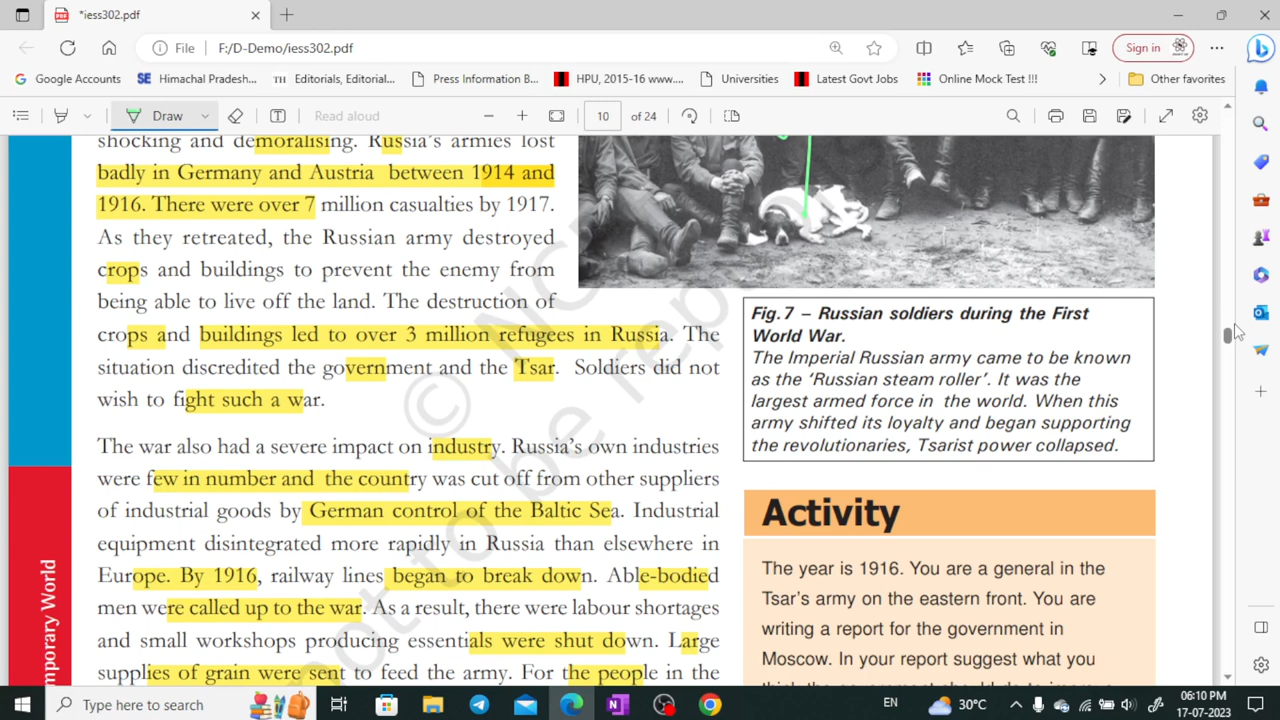 *iess302.pdf
File F:/D-Demo/iess302.pdf
Sign in
Google Accounts
SE Himachal Pradesh...
TH Editorials, Editorial...
Press Information B...
HPU, 2015-16 www....
Universities
Latest Govt Jobs
Online Mock Test !!!
Other favorites
Draw
Read aloud
10 of 24
shocking and demoralising. Russia's armies lost
badly in Germany and Austria between 1914 and
1916. There were over 7 million casualties by 1917.
As they retreated, the Russian army destroyed
crops and buildings to prevent the enemy from
being able to live off the land. The destruction of
crops and buildings led to over 3 million refugees in Russia. The
situation discredited the government and the Tsar. Soldiers did not
wish to fight such a war.
The war also had a severe impact on industry. Russia's own industries
were few in number and the country was cut off from other suppliers
of industrial goods by German control of the Baltic Sea. Industrial
equipment disintegrated more rapidly in Russia than elsewhere in
Europe. By 1916, railway lines began to break down. Able-bodied
men were called up to the war. As a result, there were labour shortages
and small workshops producing essentials were shut down. Large
supplies of grain were sent to feed the army. For the people in the
Fig.7 – Russian soldiers during the First
World War.
The Imperial Russian army came to be known
as the 'Russian steam roller'. It was the
largest armed force in the world. When this
army shifted its loyalty and began supporting
the revolutionaries, Tsarist power collapsed.
Activity
The year is 1916. You are a general in the
Tsar's army on the eastern front. You are
writing a report for the government in
Moscow. In your report suggest what you
mporary World
© NC
not to be rep
Type here to search
EN
30°C
06:10 PM
17-07-2023